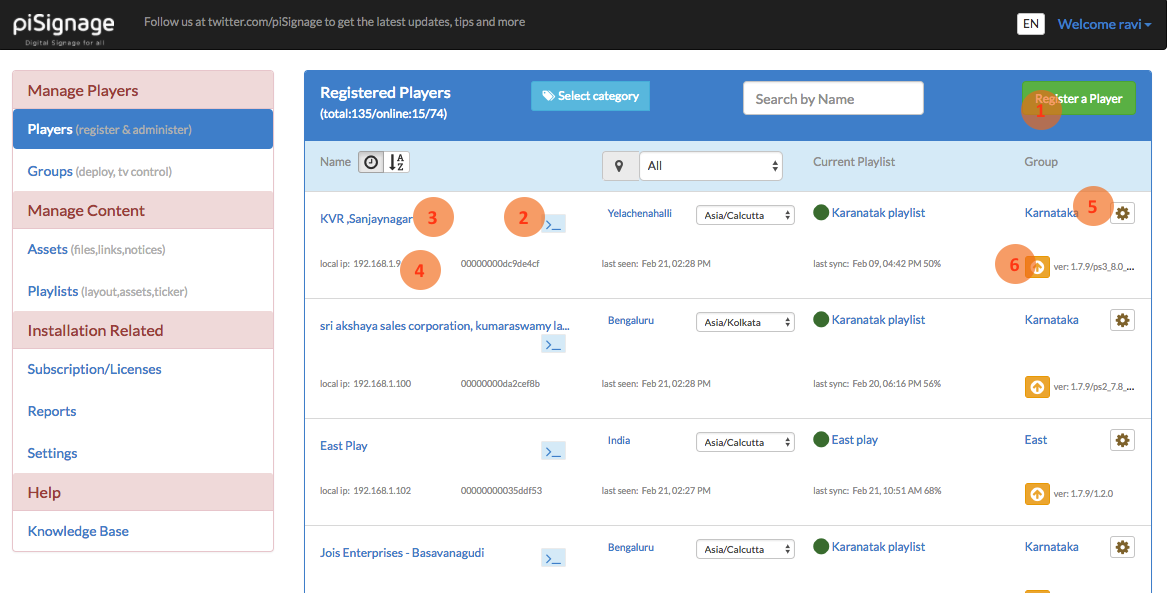 piSignage
Digital Signage for all
Follow us at twitter.com/piSignage to get the latest updates, tips and more
EN
Welcome ravi
Manage Players
Players (register & administer)
Groups (deploy, tv control)
Manage Content
Assets (files,links,notices)
Playlists (layout,assets,ticker)
Installation Related
Subscription/Licenses
Reports
Settings
Help
Knowledge Base
Registered Players
(total:135/online:15/74)
Select category
Search by Name
Register a Player
1
Name
A
Z
All
Current Playlist
Group
KVR ,Sanjaynagar
3
2
>_
Yelachenahalli
Asia/Calcutta
Karanatak playlist
Karnataka
5
local ip: 192.168.1.9
4
00000000dc9de4cf
last seen: Feb 21, 02:28 PM
last sync: Feb 09, 04:42 PM 50%
6
ver: 1.7.9/ps3_8.0_...
sri akshaya sales corporation, kumaraswamy la...
>_
Bengaluru
Asia/Kolkata
Karanatak playlist
Karnataka
local ip: 192.168.1.100
00000000da2cef8b
last seen: Feb 21, 02:28 PM
last sync: Feb 20, 06:16 PM 56%
ver: 1.7.9/ps2_7.8_...
East Play
>_
India
Asia/Calcutta
East play
East
local ip: 192.168.1.102
00000000035ddf53
last seen: Feb 21, 02:27 PM
last sync: Feb 21, 10:51 AM 68%
ver: 1.7.9/1.2.0
Jois Enterprises - Basavanagudi
>_
Bengaluru
Asia/Calcutta
Karanatak playlist
Karnataka